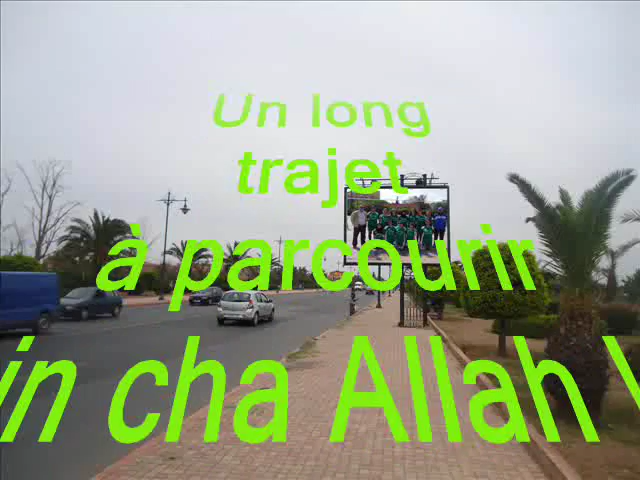 Un long
trajet
à parcourir
in cha Allah \